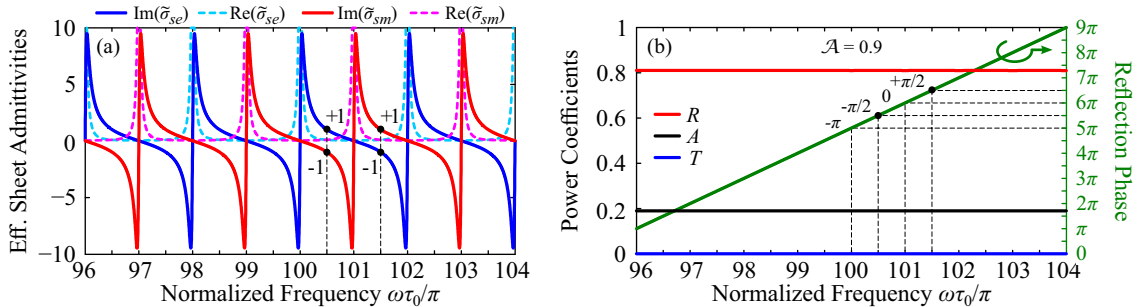 Im(σ̃se) Re(σ̃se) Im(σ̃sm) Re(σ̃sm)
Eff. Sheet Admittivities
10
5
0
−5
−10
(a)
+1
+1
-1
-1
96 97 98 99 100 101 102 103 104
Normalized Frequency ωτ0/π
Power Coefficients
1
0.8
0.6
0.4
0.2
0
(b)
𝒜 = 0.9
R
A
T
-π
-π/2
0
+π/2
9π
8π
7π
6π
5π
4π
3π
2π
π
0
Reflection Phase
96 97 98 99 100 101 102 103 104
Normalized Frequency ωτ0/π